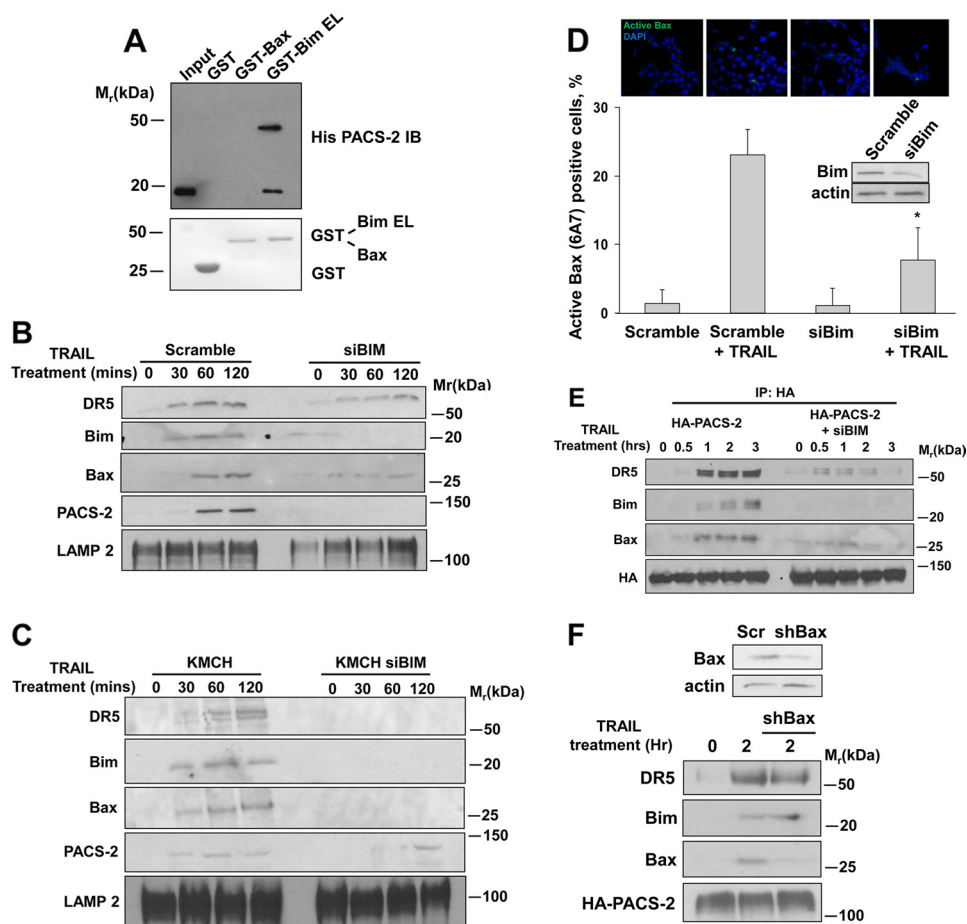 A
Input
GST
GST-Bax
GST-Bim EL
Mr(kDa)
50
His PACS-2 IB
20
50
Bim EL
GST
Bax
25
GST
B
TRAIL
Scramble
siBIM
Treatment (mins)
0 30 60 120
0 30 60 120
Mr(kDa)
DR5
50
Bim
20
Bax
25
PACS-2
150
LAMP 2
100
C
TRAIL
KMCH
KMCH siBIM
Treatment (mins)
0 30 60 120
0 30 60 120
Mr(kDa)
DR5
50
Bim
20
Bax
25
150
PACS-2
LAMP 2
100
D
Active Bax
DAPI
Active Bax (6A7) positive cells, %
30
20
10
0
Scramble
siBim
Bim
actin
*
Scramble
Scramble
+ TRAIL
siBim
siBim
+ TRAIL
E
IP: HA
TRAIL
HA-PACS-2
HA-PACS-2
+ siBIM
Treatment (hrs)
0 0.5 1 2 3
0 0.5 1 2 3
Mr(kDa)
DR5
50
Bim
20
Bax
25
150
HA
F
Scr shBax
Bax
actin
TRAIL
shBax
treatment (Hr)
0 2 2
Mr(kDa)
DR5
50
Bim
20
Bax
25
HA-PACS-2
100